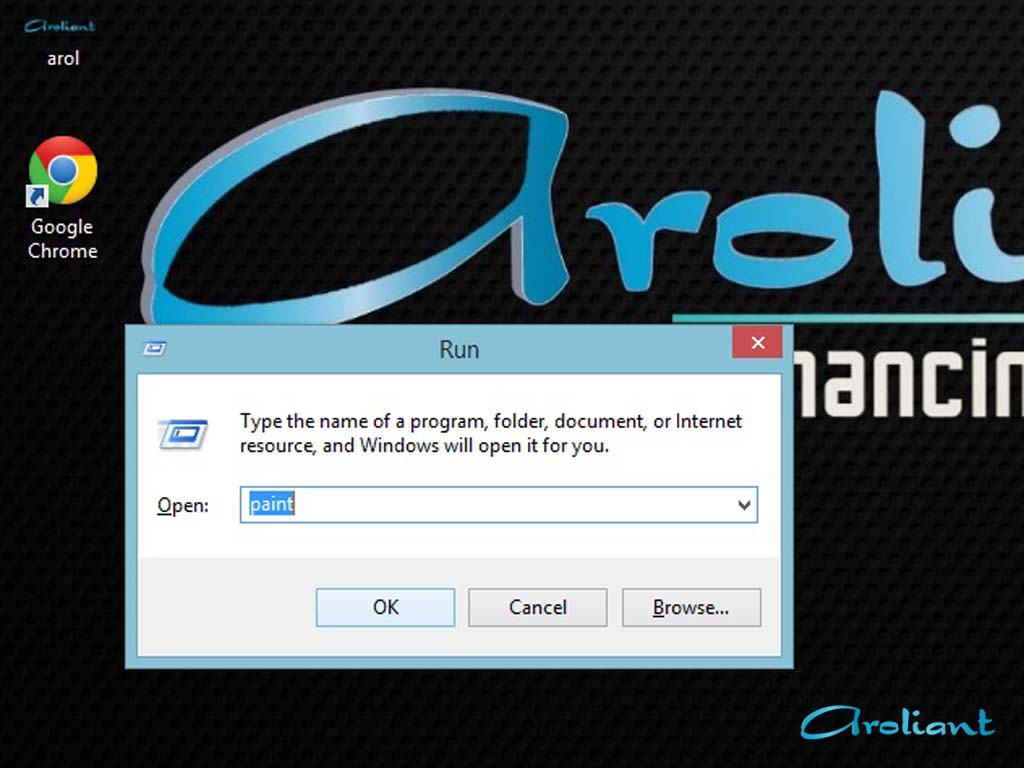 Aroliant
arol
Google
Chrome
Aroli
Run
Type the name of a program, folder, document, or Internet
resource, and Windows will open it for you.
nancin
Open: paint
OK Cancel Browse...
aroliant